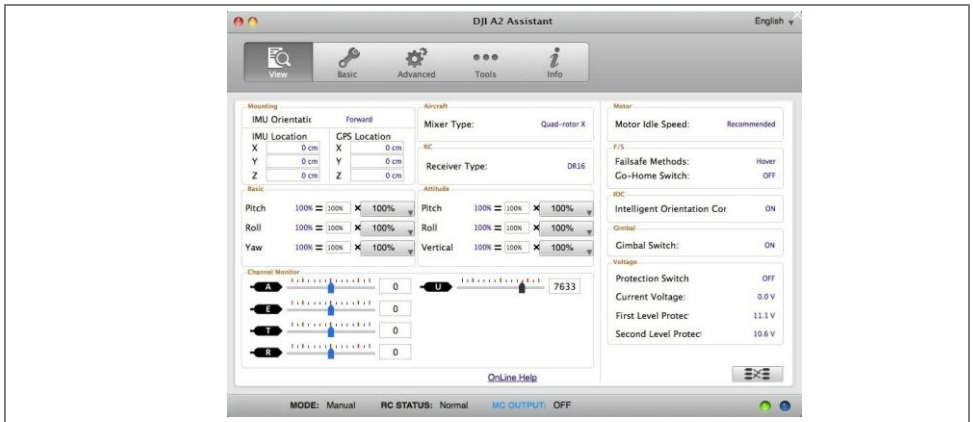 DJI A2 Assistant
English
View Basic Advanced Tools Info
Mounting
IMU Orientatic Forward
IMU Location GPS Location
X 0 cm X 0 cm
Y 0 cm Y 0 cm
Z 0 cm Z 0 cm
Basic
Pitch 100% = 100% × 100%
Roll 100% = 100% × 100%
Yaw 100% = 100% × 100%
Aircraft
Mixer Type: Quad-rotor X
RC
Receiver Type: DR16
Attitude
Pitch 100% = 100% × 100%
Roll 100% = 100% × 100%
Vertical 100% = 100% × 100%
Channel Monitor
A 0
E 0
T 0
R 0
U 7633
Motor
Motor Idle Speed: Recommended
F/S
Failsafe Methods: Hover
Go-Home Switch: OFF
IOC
Intelligent Orientation Cor ON
Gimbal
Gimbal Switch: ON
Voltage
Protection Switch OFF
Current Voltage: 0.0 V
First Level Protec 11.1 V
Second Level Protec 10.6 V
OnLine Help
MODE: Manual RC STATUS: Normal MC OUTPUT: OFF